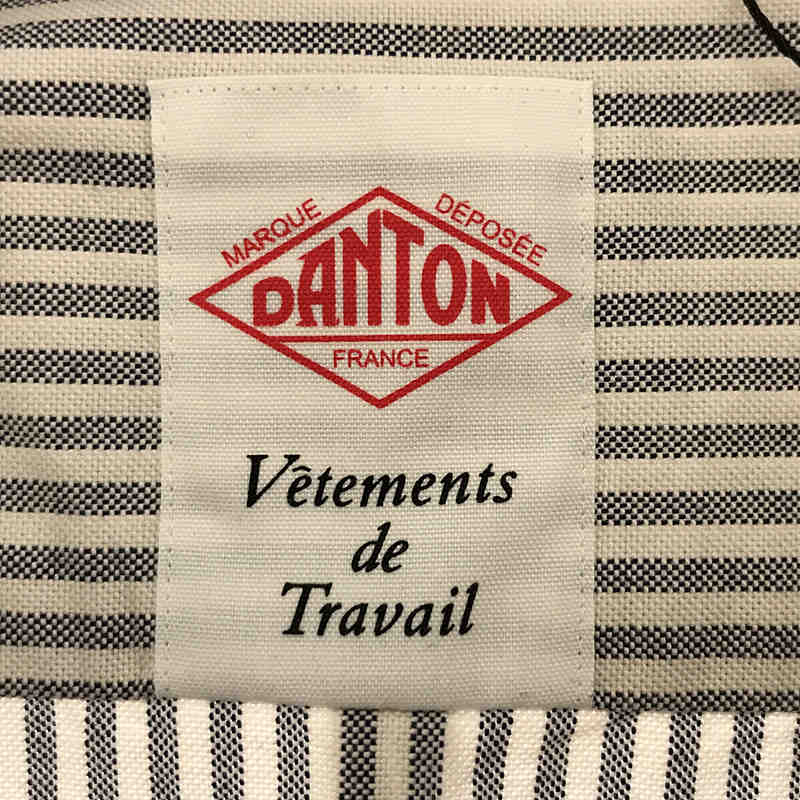 MARQUE DÉPOSÉE
DANTON
FRANCE
Vêtements
de
Travail